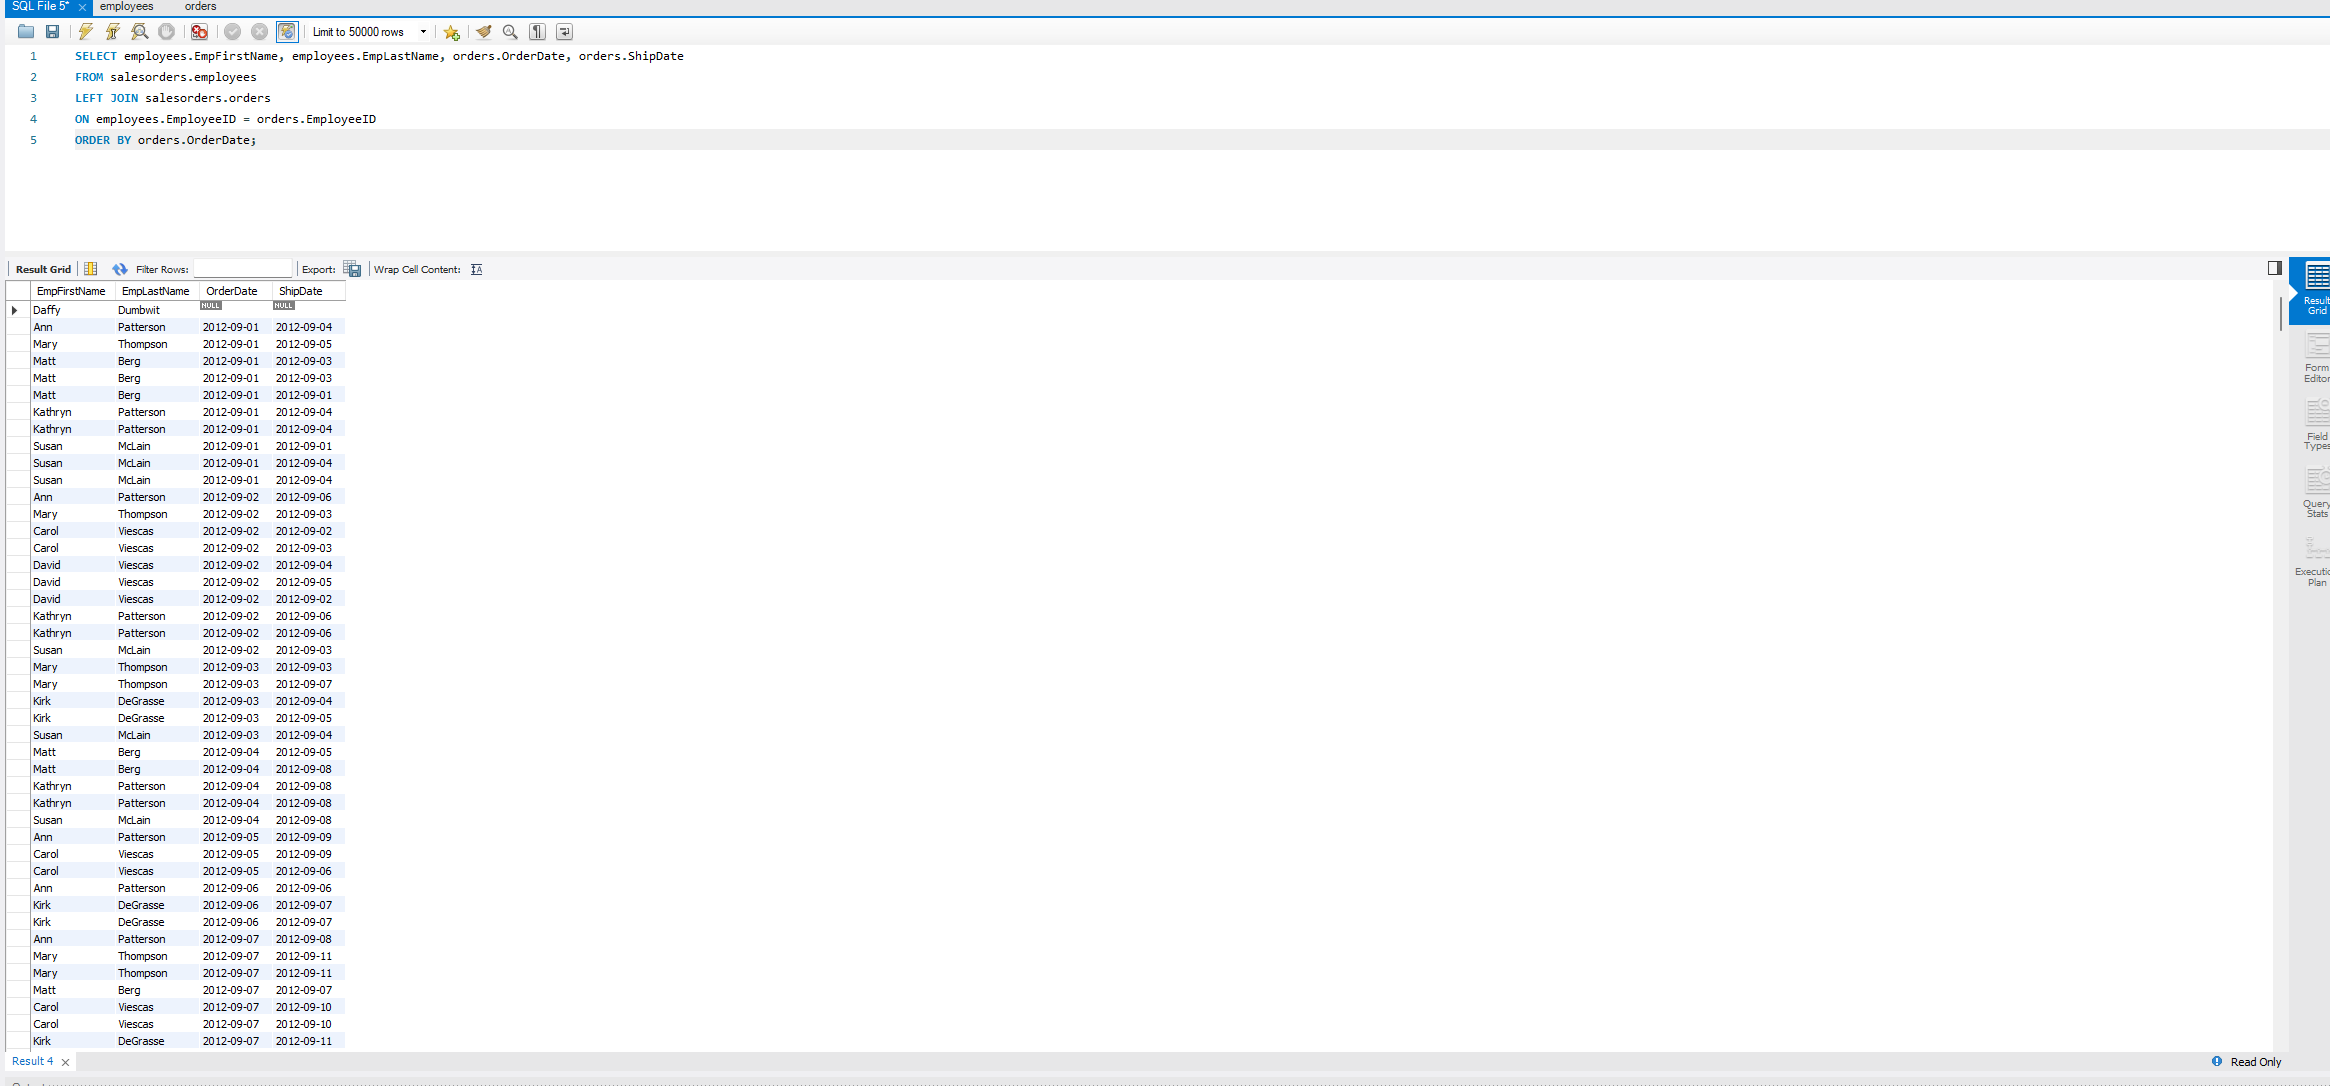 SQL File 5* employees orders
Limit to 50000 rows
1 SELECT employees.EmpFirstName, employees.EmpLastName, orders.OrderDate, orders.ShipDate
2 FROM salesorders.employees
3 LEFT JOIN salesorders.orders
4 ON employees.EmployeeID = orders.EmployeeID
5 ORDER BY orders.OrderDate;
Result Grid Filter Rows: Export: Wrap Cell Content:
EmpFirstName EmpLastName OrderDate ShipDate
Daffy Dumbwit NULL NULL
Ann Patterson 2012-09-01 2012-09-04
Mary Thompson 2012-09-01 2012-09-05
Matt Berg 2012-09-01 2012-09-03
Matt Berg 2012-09-01 2012-09-03
Matt Berg 2012-09-01 2012-09-01
Kathryn Patterson 2012-09-01 2012-09-04
Kathryn Patterson 2012-09-01 2012-09-04
Susan McLain 2012-09-01 2012-09-01
Susan McLain 2012-09-01 2012-09-04
Susan McLain 2012-09-01 2012-09-04
Ann Patterson 2012-09-02 2012-09-06
Mary Thompson 2012-09-02 2012-09-03
Carol Viescas 2012-09-02 2012-09-02
Carol Viescas 2012-09-02 2012-09-03
David Viescas 2012-09-02 2012-09-04
David Viescas 2012-09-02 2012-09-05
David Viescas 2012-09-02 2012-09-02
Kathryn Patterson 2012-09-02 2012-09-06
Kathryn Patterson 2012-09-02 2012-09-06
Susan McLain 2012-09-02 2012-09-03
Mary Thompson 2012-09-03 2012-09-03
Mary Thompson 2012-09-03 2012-09-07
Kirk DeGrasse 2012-09-03 2012-09-04
Kirk DeGrasse 2012-09-03 2012-09-05
Susan McLain 2012-09-03 2012-09-04
Matt Berg 2012-09-04 2012-09-05
Matt Berg 2012-09-04 2012-09-08
Kathryn Patterson 2012-09-04 2012-09-08
Kathryn Patterson 2012-09-04 2012-09-08
Susan McLain 2012-09-04 2012-09-08
Ann Patterson 2012-09-05 2012-09-09
Carol Viescas 2012-09-05 2012-09-09
Carol Viescas 2012-09-05 2012-09-06
Ann Patterson 2012-09-06 2012-09-06
Kirk DeGrasse 2012-09-06 2012-09-07
Kirk DeGrasse 2012-09-06 2012-09-07
Ann Patterson 2012-09-07 2012-09-08
Mary Thompson 2012-09-07 2012-09-11
Mary Thompson 2012-09-07 2012-09-11
Matt Berg 2012-09-07 2012-09-07
Carol Viescas 2012-09-07 2012-09-10
Carol Viescas 2012-09-07 2012-09-10
Kirk DeGrasse 2012-09-07 2012-09-11
Result
Grid
Form
Editor
Field
Types
Query
Stats
Plan
Result 4 Read Only